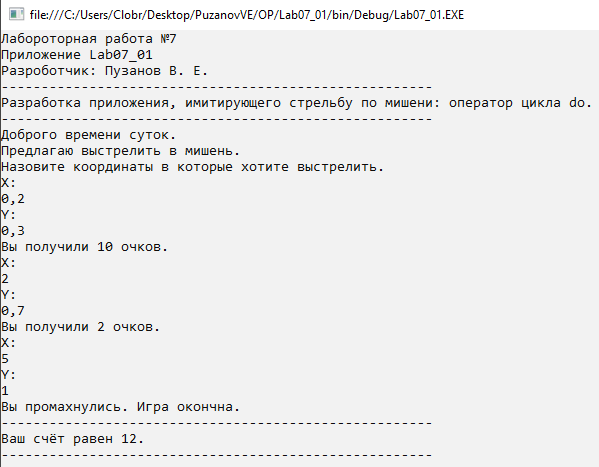 file:///C:/Users/Clobr/Desktop/PuzanovVE/OP/Lab07_01/bin/Debug/Lab07_01.EXE
Лабороторная работа №7
Приложение Lab07_01
Разроботчик: Пузанов В. Е.
------------------------------------------------------
Разработка приложения, имитирующего стрельбу по мишени: оператор цикла do.
------------------------------------------------------
Доброго времени суток.
Предлагаю выстрелить в мишень.
Назовите координаты в которые хотите выстрелить.
X:
0,2
Y:
0,3
Вы получили 10 очков.
X:
2
Y:
0,7
Вы получили 2 очков.
X:
5
Y:
1
Вы промахнулись. Игра окончна.
------------------------------------------------------
Ваш счёт равен 12.
------------------------------------------------------